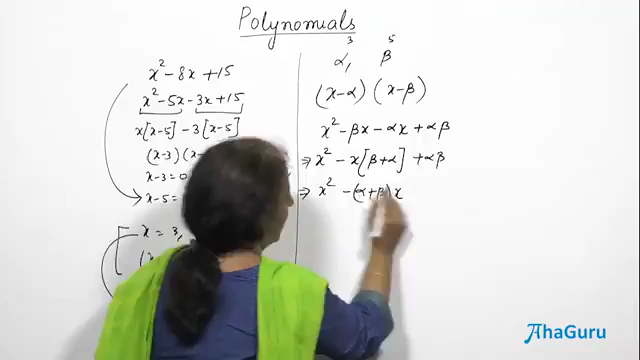 Polynomials
x² - 8x + 15
x² - 5x - 3x + 15
x[x-5] - 3[x-5]
(x-3) (x-
x-3 = 0
x-5 =
x = 3,
3 5
α, β
(x-α) (x-β)
x² - βx - αx + αβ
⇒ x² - x[β+α] + αβ
⇒ x² - (α+β)x
AhaGuru